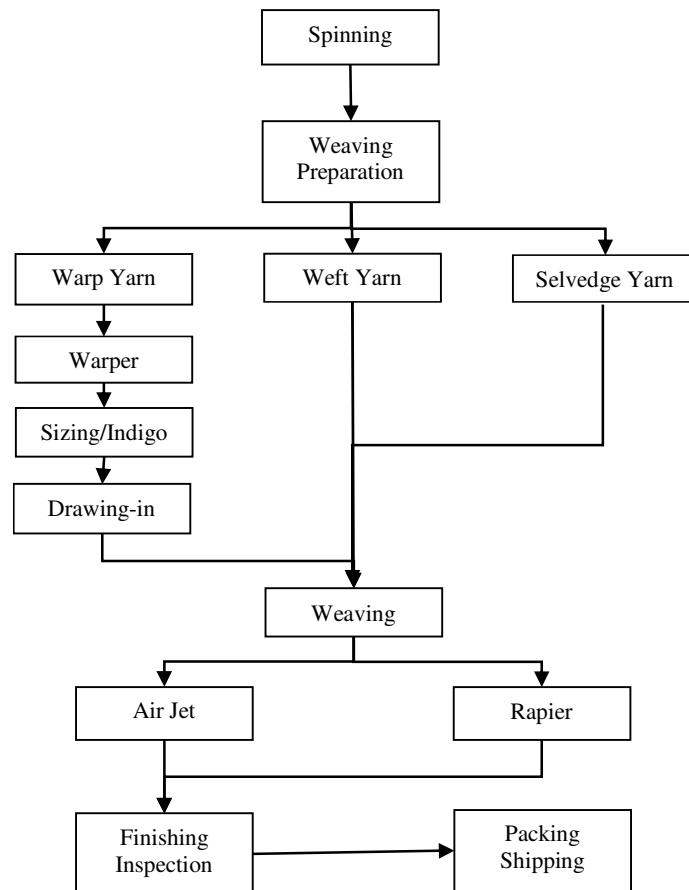 Spinning
Weaving
Preparation
Warp Yarn
Weft Yarn
Selvedge Yarn
Warper
Sizing/Indigo
Drawing-in
Weaving
Air Jet
Rapier
Finishing
Inspection
Packing
Shipping